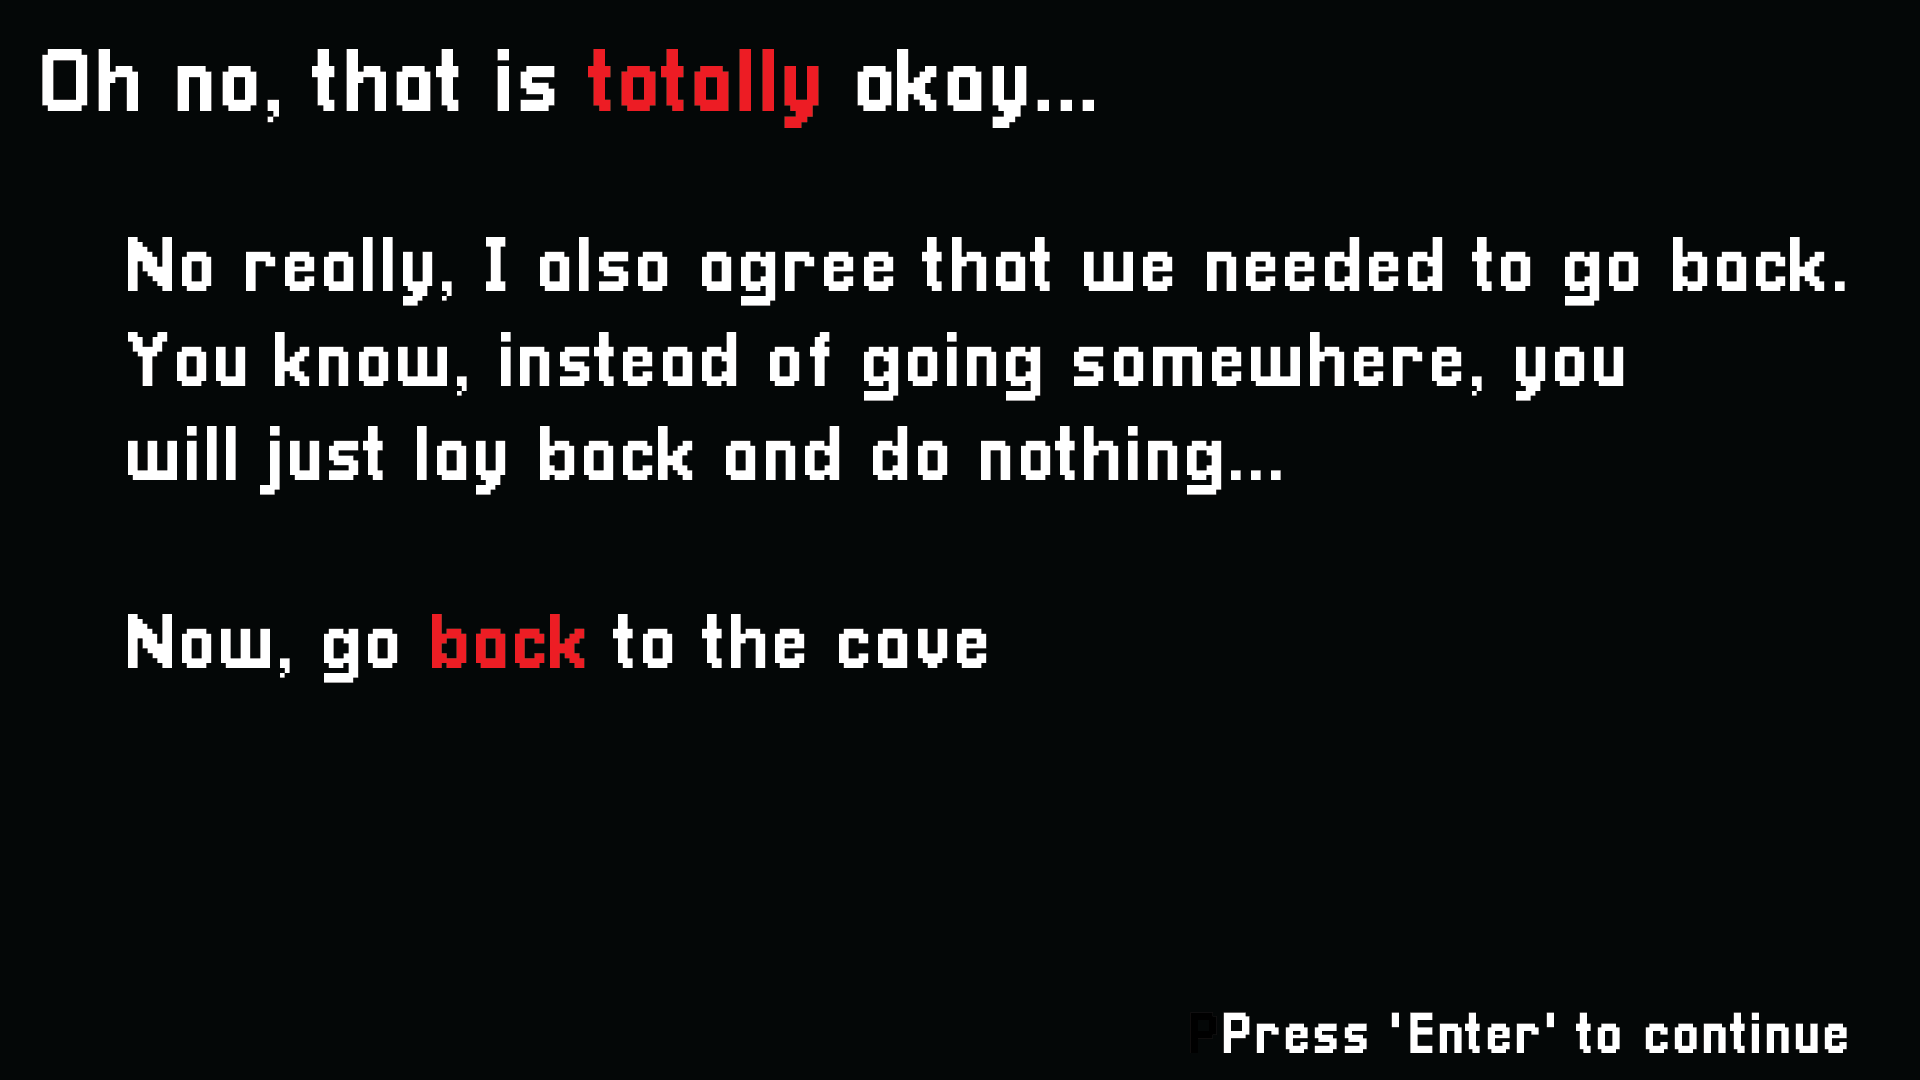 Oh no, that is totally okay...
No really, I also agree that we needed to go back.
You know, instead of going somewhere, you
will just lay back and do nothing...
Now, go back to the cave
PPress 'Enter' to continue